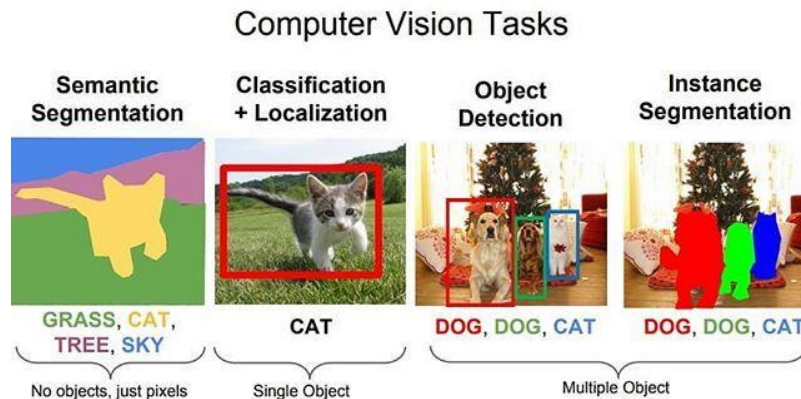 Computer Vision Tasks
Semantic
Segmentation
Classification
+ Localization
Object
Detection
Instance
Segmentation
GRASS, CAT,
TREE, SKY
CAT
DOG, DOG, CAT
DOG, DOG, CAT
No objects, just pixels
Single Object
Multiple Object